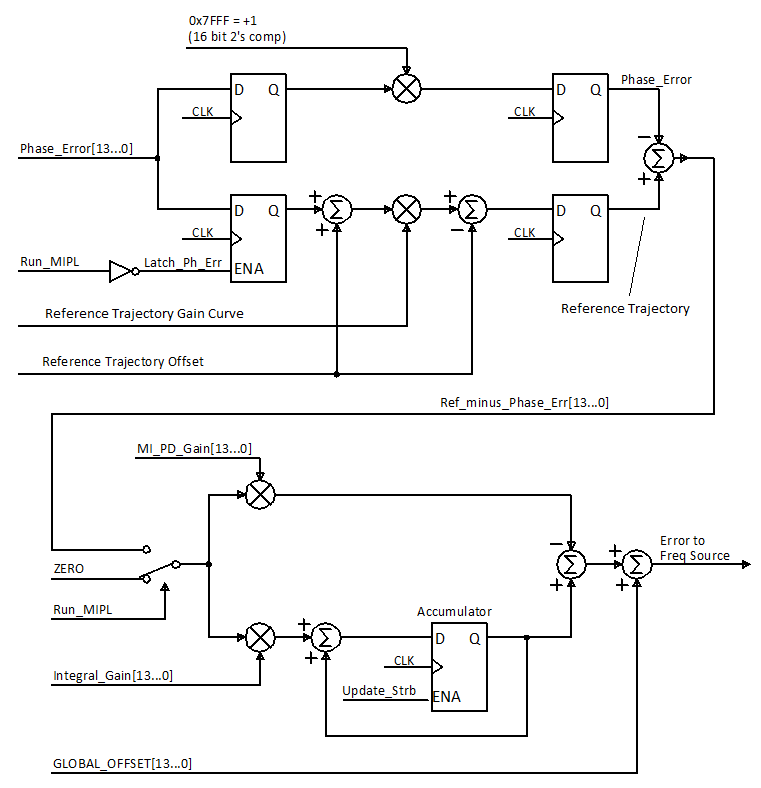 0x7FFF = +1
(16 bit 2's comp)
Phase_Error
D Q
D Q
CLK
CLK
Phase_Error[13...0]
− 
Σ
+
D Q
+ Σ
+
+ Σ
−
D Q
CLK
CLK
Run_MIPL
Latch_Ph_Err
ENA
Reference Trajectory Gain Curve
Reference Trajectory
Reference Trajectory Offset
Ref_minus_Phase_Err[13...0]
MI_PD_Gain[13...0]
Error to
Freq Source
−
Σ
+
+
Σ
+
ZERO
Run_MIPL
Accumulator
+
Σ
+
D Q
CLK
Integral_Gain[13...0]
Update_Strb
ENA
GLOBAL_OFFSET[13...0]